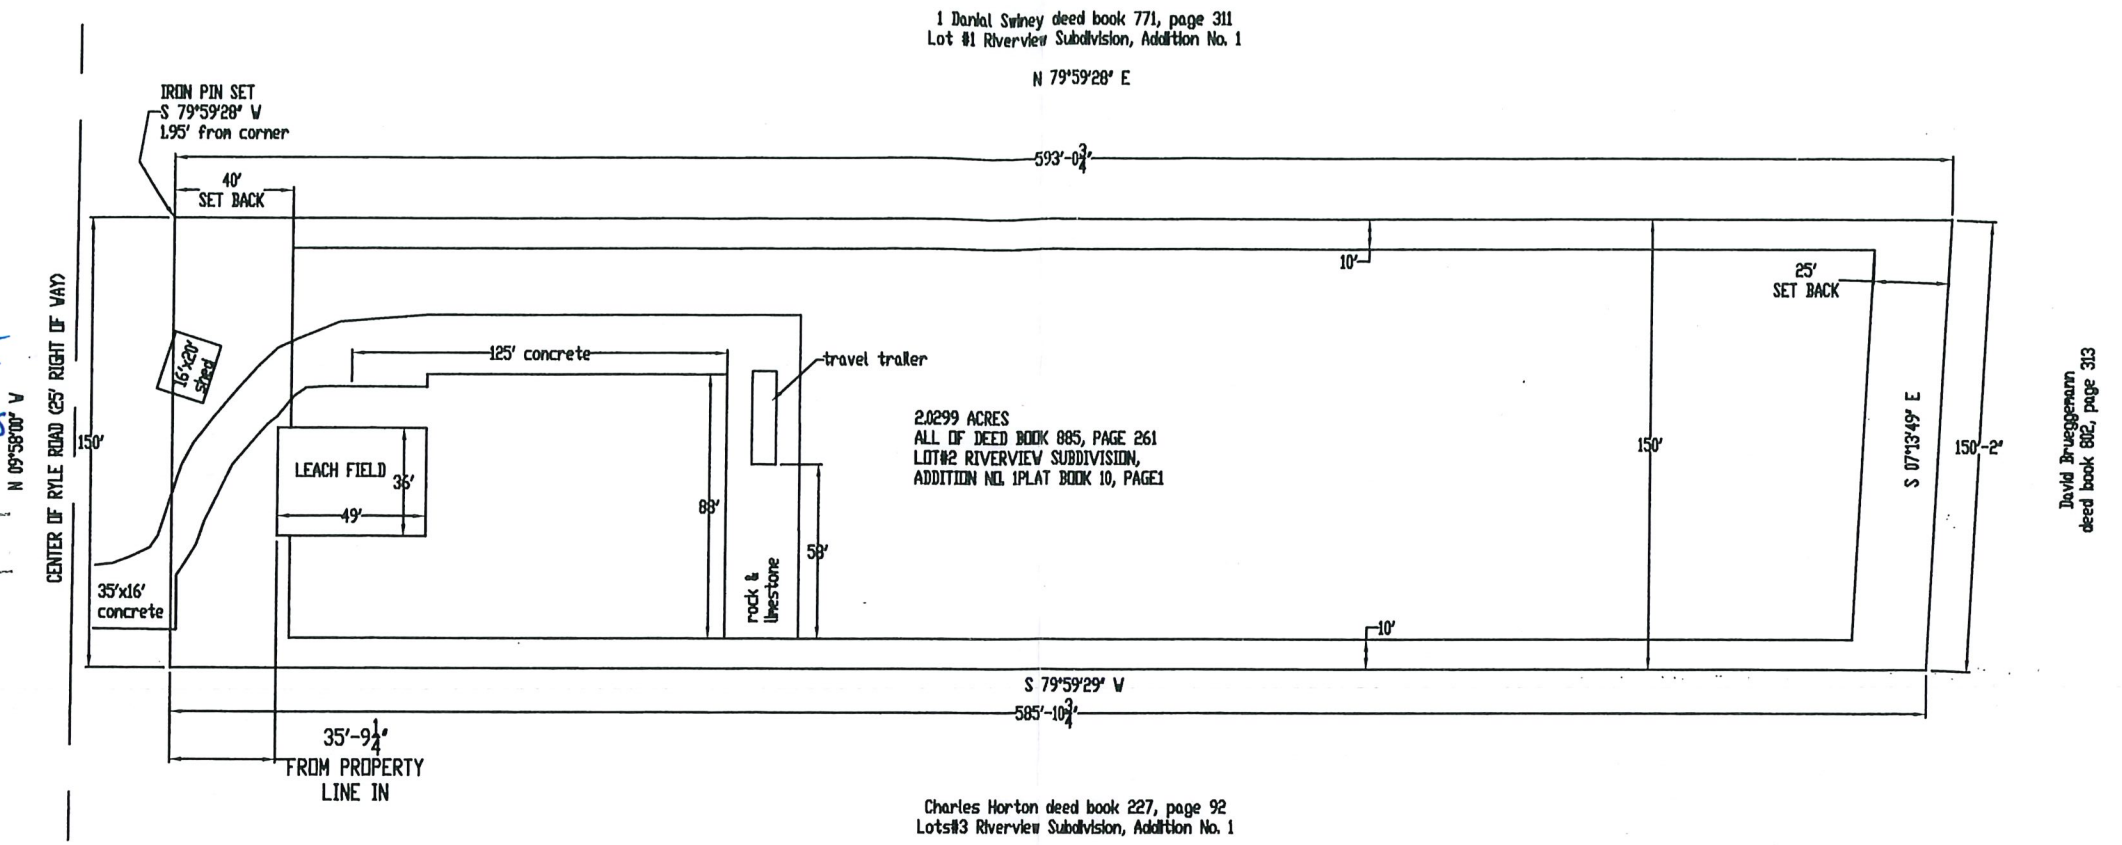 1 Danial Swiney deed book 771, page 311
Lot #1 Riverview Subdivision, Addition No. 1
N 79°59'28" E
IRON PIN SET
S 79°59'28" W
1.95' from corner
593'-0 3/4"
40'
SET BACK
10'
25'
SET BACK
CENTER OF RYLE ROAD (25' RIGHT OF WAY)
N 09°58'00" W
150'
16'x20'
shed
125' concrete
travel trailer
2.0299 ACRES
ALL OF DEED BOOK 885, PAGE 261
LOT#2 RIVERVIEW SUBDIVISION,
ADDITION NO. 1PLAT BOOK 10, PAGE1
LEACH FIELD
36'
49'
88'
58'
rock &
limestone
150'
S 07°13'49" E
150'-2"
David Brueggemann
deed book 802, page 313
35'x16'
concrete
10'
S 79°59'29" W
585'-10 3/4"
35'-9 1/4"
FROM PROPERTY
LINE IN
Charles Horton deed book 227, page 92
Lots#3 Riverview Subdivision, Addition No. 1